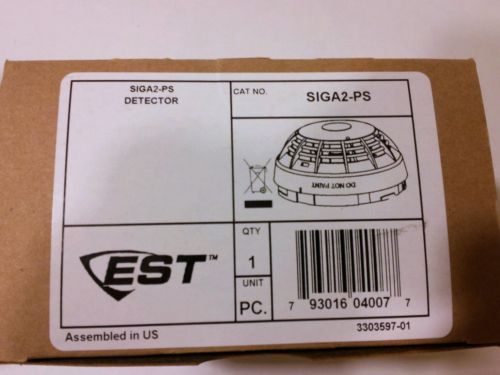 SIGA2-PS
DETECTOR
CAT NO.
SIGA2-PS
DO NOT PAINT
EST™
QTY
1
UNIT
PC.
7 93016 04007 7
Assembled in US
3303597-01